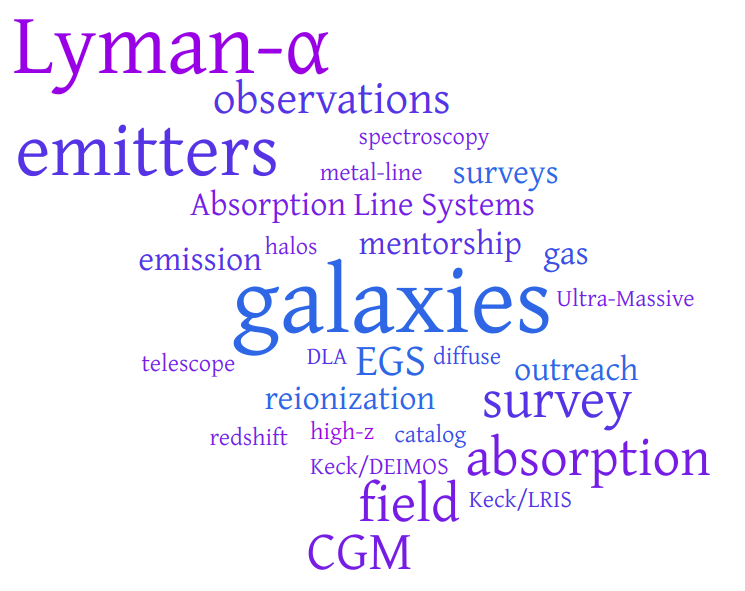 Lyman-α
observations
emitters
spectroscopy
metal-line
surveys
Absorption Line Systems
emission
halos
mentorship
gas
galaxies
Ultra-Massive
telescope
DLA
EGS
diffuse
outreach
reionization
survey
redshift
high-z
catalog
absorption
Keck/DEIMOS
field
Keck/LRIS
CGM